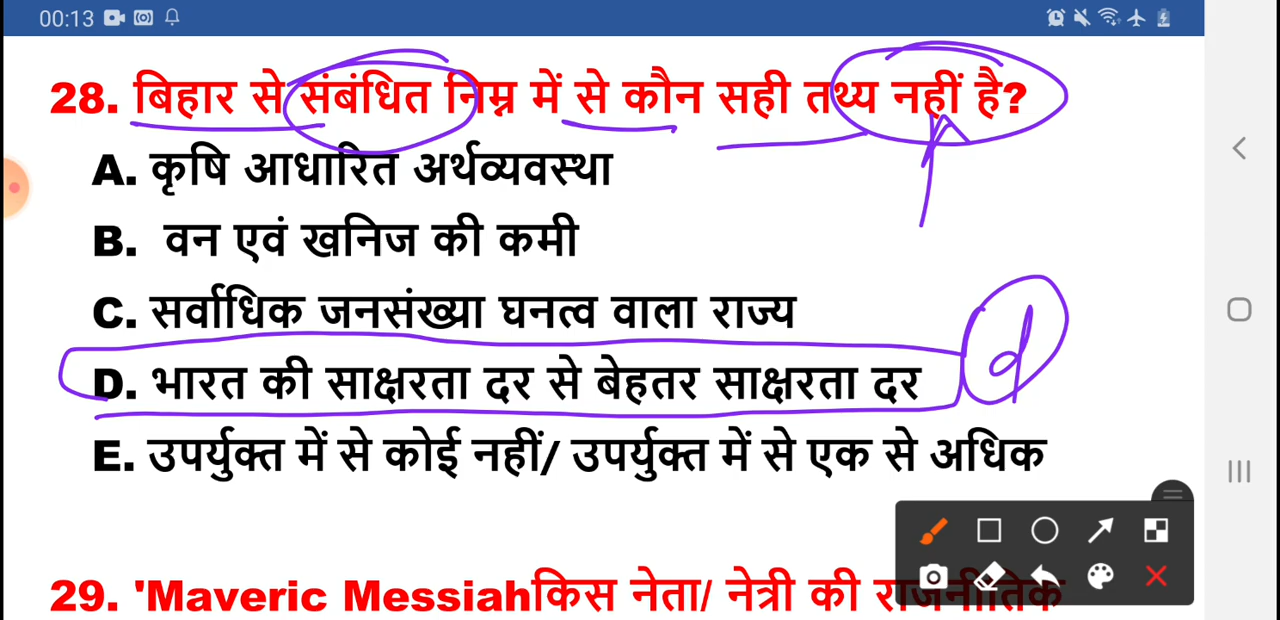 00:13
28. बिहार से संबंधित निम्न में से कौन सही तथ्य नहीं है?
A. कृषि आधारित अर्थव्यवस्था
B. वन एवं खनिज की कमी
C. सर्वाधिक जनसंख्या घनत्व वाला राज्य
D. भारत की साक्षरता दर से बेहतर साक्षरता दर
d
E. उपर्युक्त में से कोई नहीं/ उपर्युक्त में से एक से अधिक
29. 'Maveric Messiahकिस नेता/ नेत्री की राजनीतिक